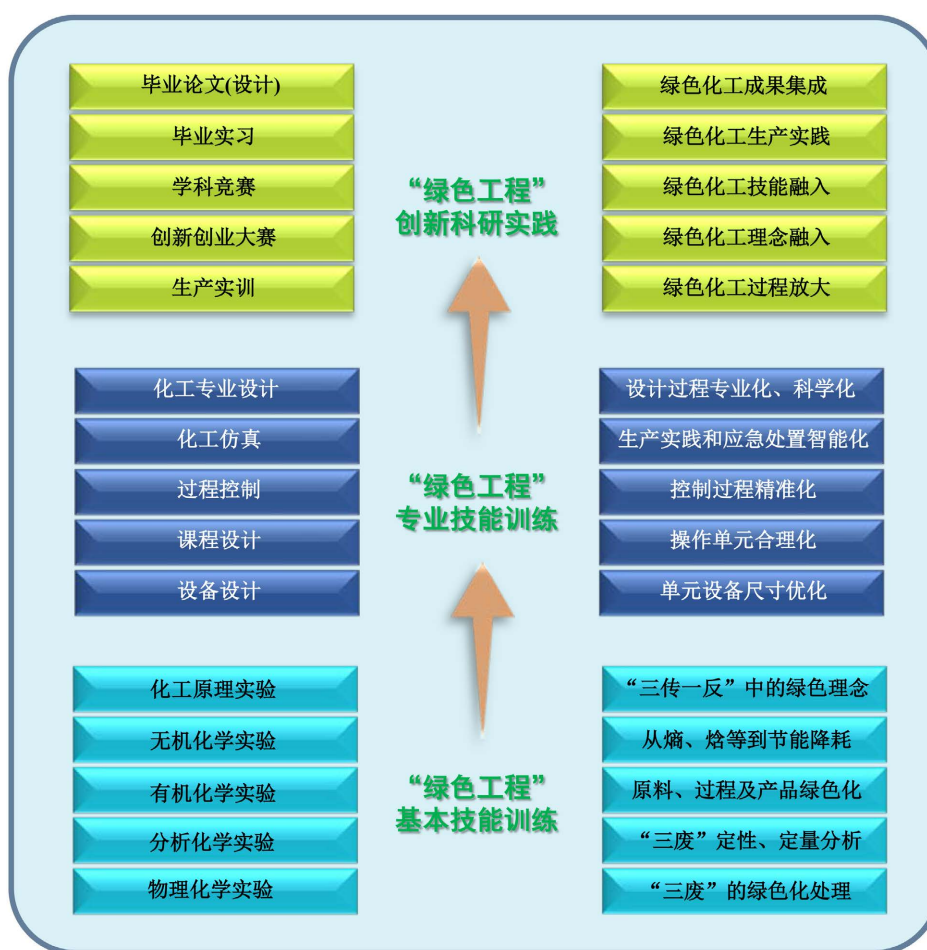 毕业论文(设计)
毕业实习
学科竞赛
创新创业大赛
生产实训
“绿色工程”
创新科研实践
绿色化工成果集成
绿色化工生产实践
绿色化工技能融入
绿色化工理念融入
绿色化工过程放大
化工专业设计
化工仿真
过程控制
课程设计
设备设计
“绿色工程”
专业技能训练
设计过程专业化、科学化
生产实践和应急处置智能化
控制过程精准化
操作单元合理化
单元设备尺寸优化
化工原理实验
无机化学实验
有机化学实验
分析化学实验
物理化学实验
“绿色工程”
基本技能训练
“三传一反”中的绿色理念
从熵、焓等到节能降耗
原料、过程及产品绿色化
“三废”定性、定量分析
“三废”的绿色化处理